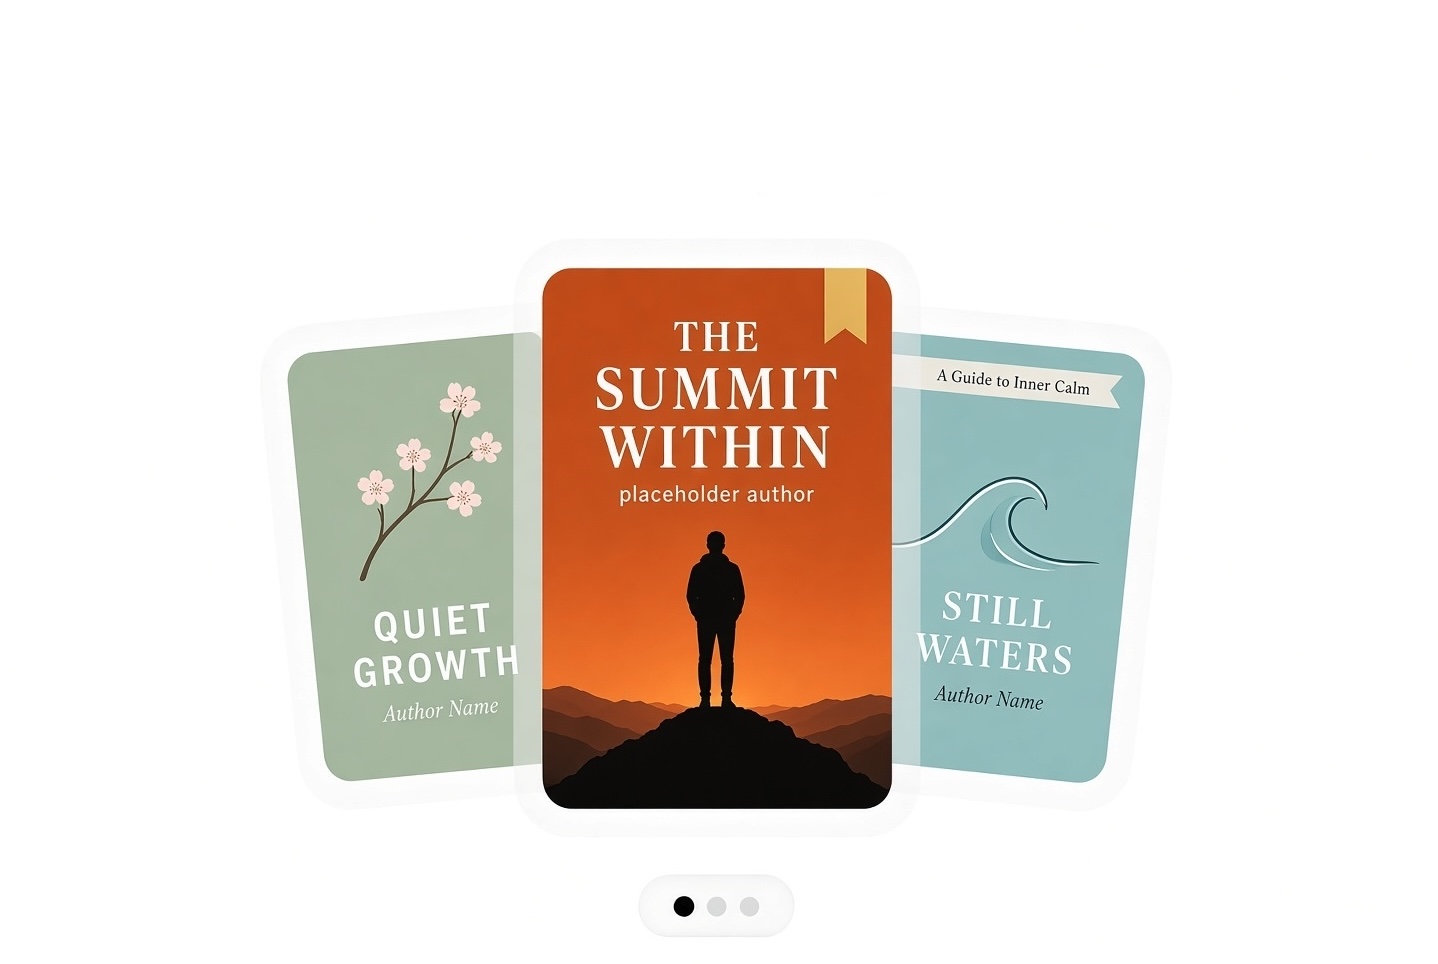 QUIET
GROWTH
Author Name
THE
SUMMIT
WITHIN
placeholder author
A Guide to Inner Calm
STILL
WATERS
Author Name